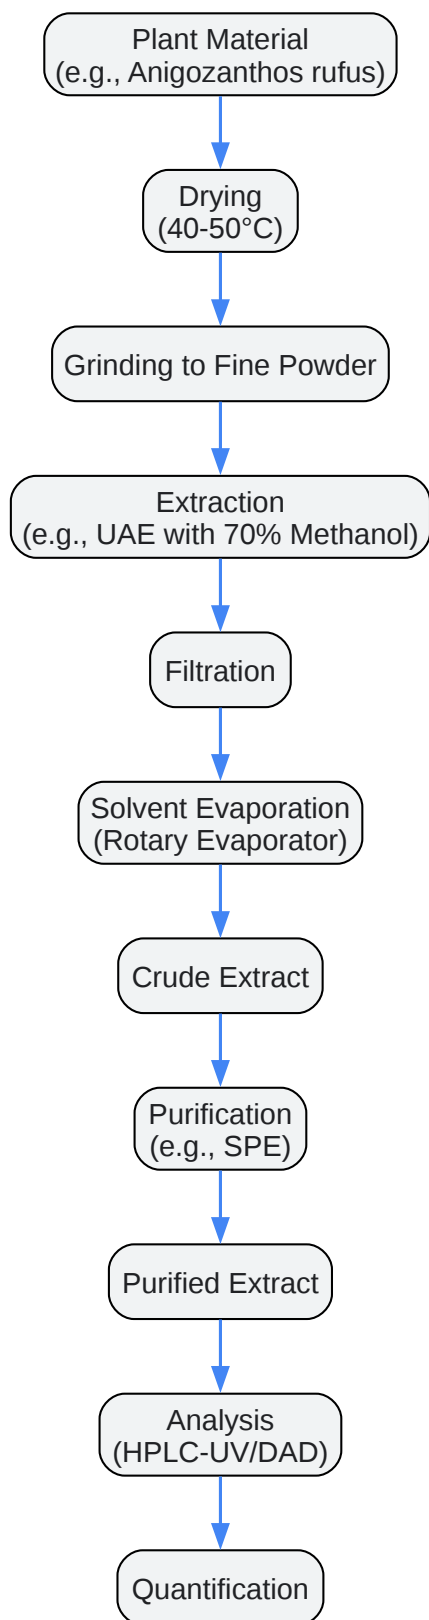 Plant Material
(e.g., Anigozanthos rufus)
Drying
(40-50°C)
Grinding to Fine Powder
Extraction
(e.g., UAE with 70% Methanol)
Filtration
Solvent Evaporation
(Rotary Evaporator)
Crude Extract
Purification
(e.g., SPE)
Purified Extract
Analysis
(HPLC-UV/DAD)
Quantification